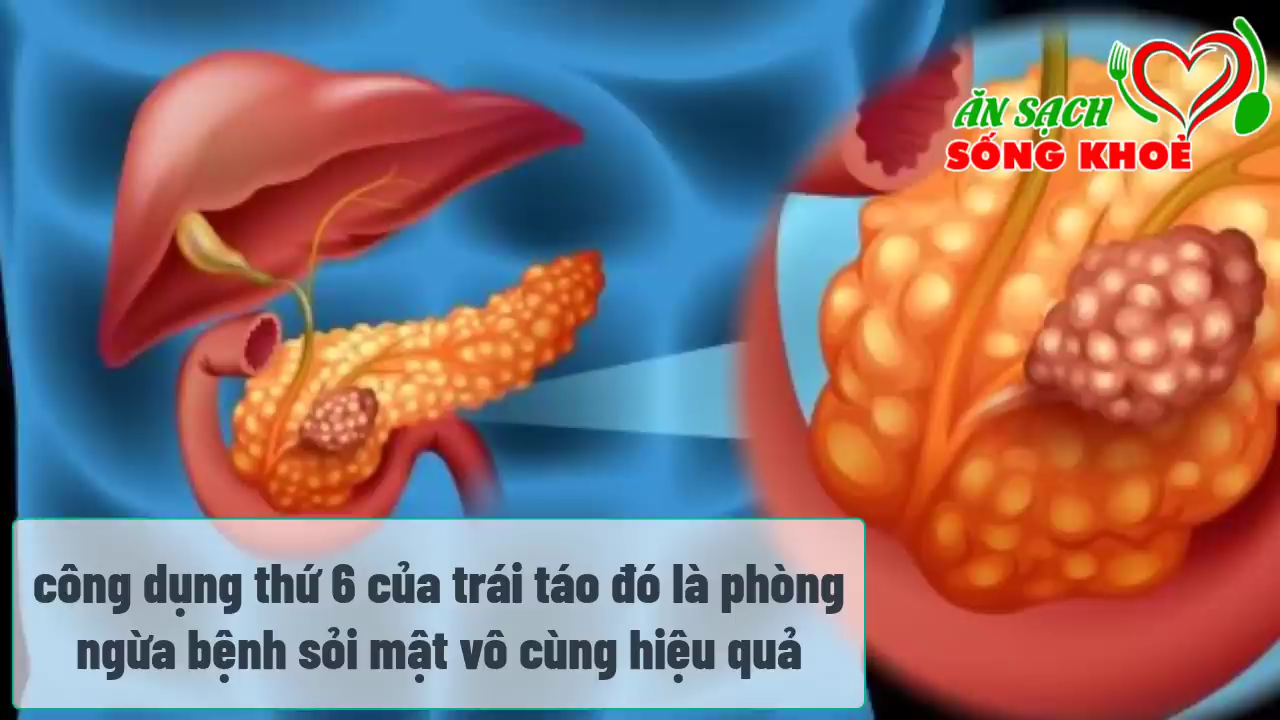 ĂN SẠCH
SỐNG KHOẺ
công dụng thứ 6 của trái táo đó là phòng
ngừa bệnh sỏi mật vô cùng hiệu quả